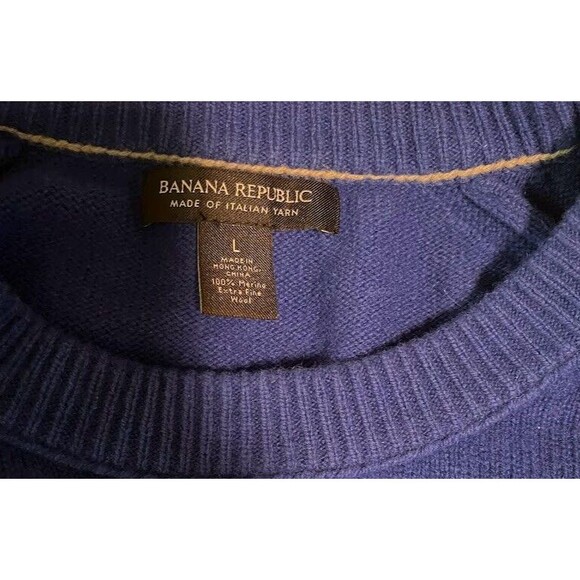 BANANA REPUBLIC
MADE OF ITALIAN YARN
L
MADE IN
HONG KONG,
CHINA
100% Merino
Extra Fine
Wool